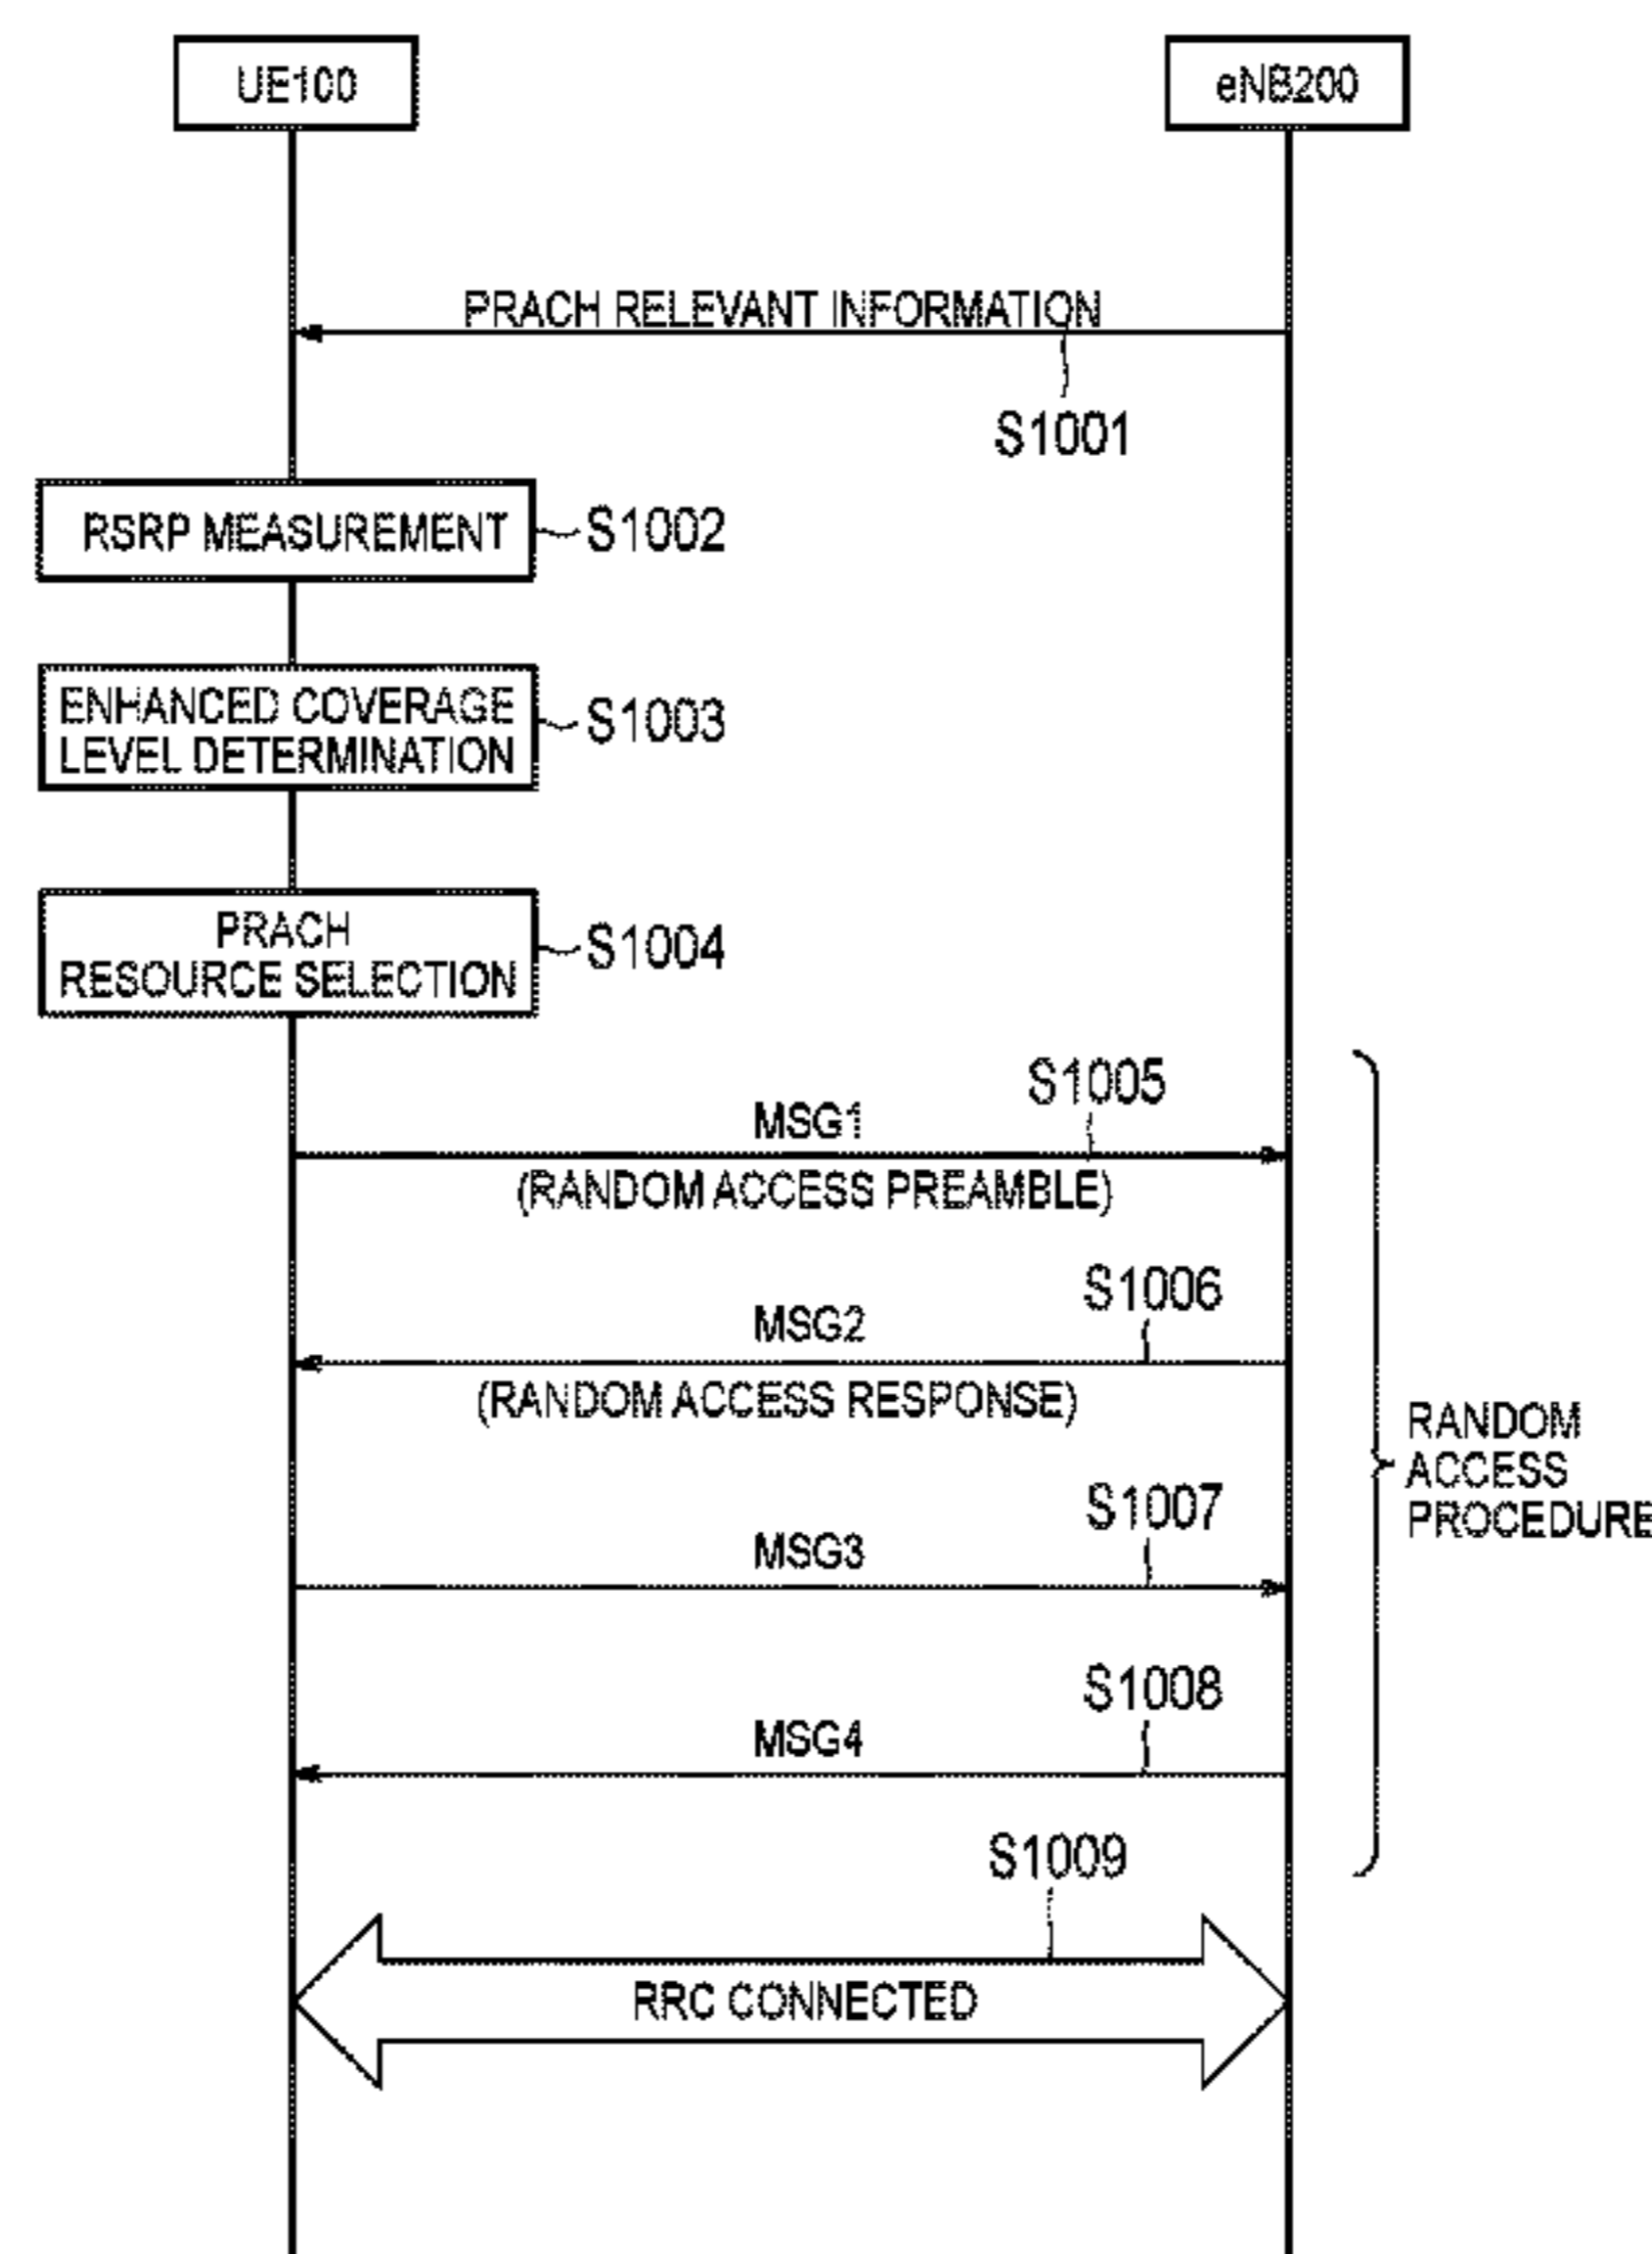 UE100
eNB200
PRACH RELEVANT INFORMATION
S1001
RSRP MEASUREMENT
S1002
ENHANCED COVERAGE
LEVEL DETERMINATION
S1003
PRACH
RESOURCE SELECTION
S1004
S1005
MSG1
(RANDOM ACCESS PREAMBLE)
S1006
MSG2
(RANDOM ACCESS RESPONSE)
RANDOM
ACCESS
PROCEDURE
S1007
MSG3
S1008
MSG4
S1009
RRC CONNECTED